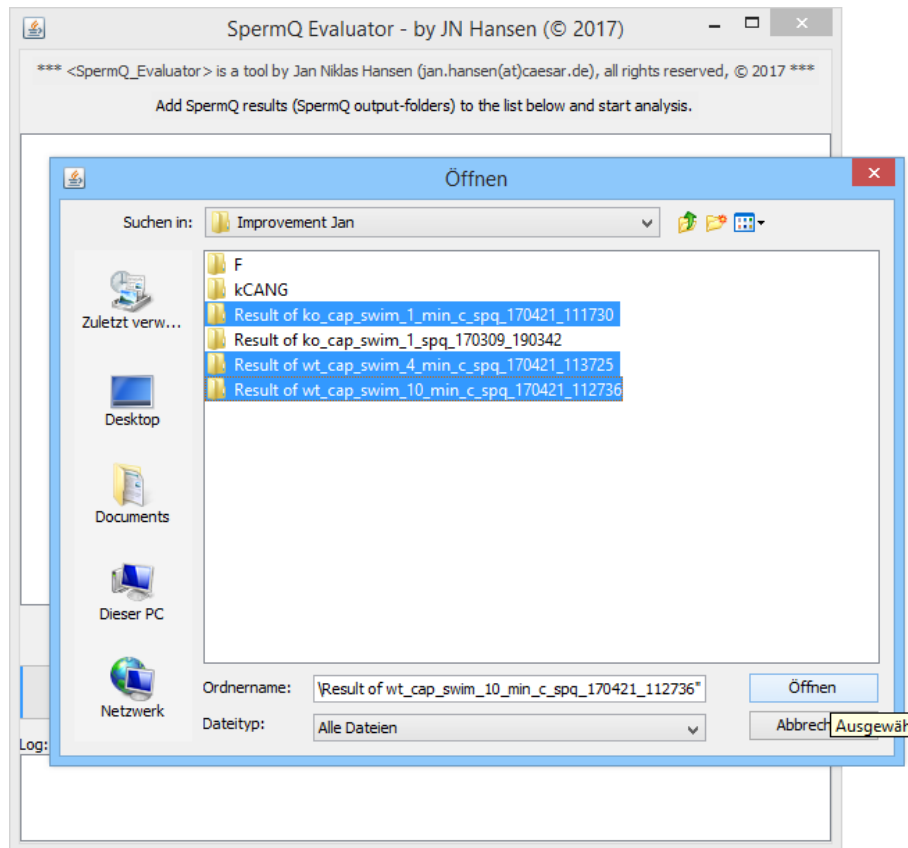 SpermQ Evaluator - by JN Hansen (© 2017)
*** <SpermQ_Evaluator> is a tool by Jan Niklas Hansen (jan.hansen(at)caesar.de), all rights reserved, © 2017 ***
Add SpermQ results (SpermQ output-folders) to the list below and start analysis.
Öffnen
Suchen in:
Improvement Jan
Zuletzt verw...
Desktop
Documents
Dieser PC
Netzwerk
F
kCANG
Result of ko_cap_swim_1_min_c_spq_170421_111730
Result of ko_cap_swim_1_spq_170309_190342
Result of wt_cap_swim_4_min_c_spq_170421_113725
Result of wt_cap_swim_10_min_c_spq_170421_112736
Ordnername:
\Result of wt_cap_swim_10_min_c_spq_170421_112736"
Öffnen
Dateityp:
Alle Dateien
Abbrech
Ausgewäh
Log: